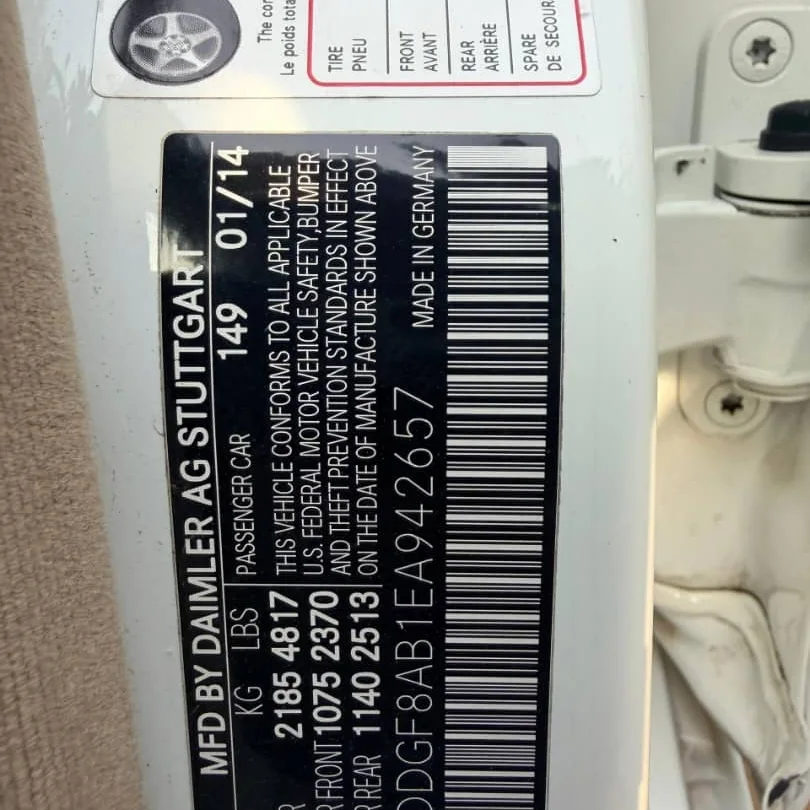 The con
Le poids tota
TIRE
PNEU
FRONT
AVANT
REAR
ARRIÈRE
SPARE
DE SECOUR
MFD BY DAIMLER AG STUTTGART
KG LBS
149 01/14
PASSENGER CAR
2185 4817
FRONT 1075 2370
REAR 1140 2513
THIS VEHICLE CONFORMS TO ALL APPLICABLE
U.S. FEDERAL MOTOR VEHICLE SAFETY,BUMPER
AND THEFT PREVENTION STANDARDS IN EFFECT
ON THE DATE OF MANUFACTURE SHOWN ABOVE
MADE IN GERMANY
DDGF8AB1EA942657